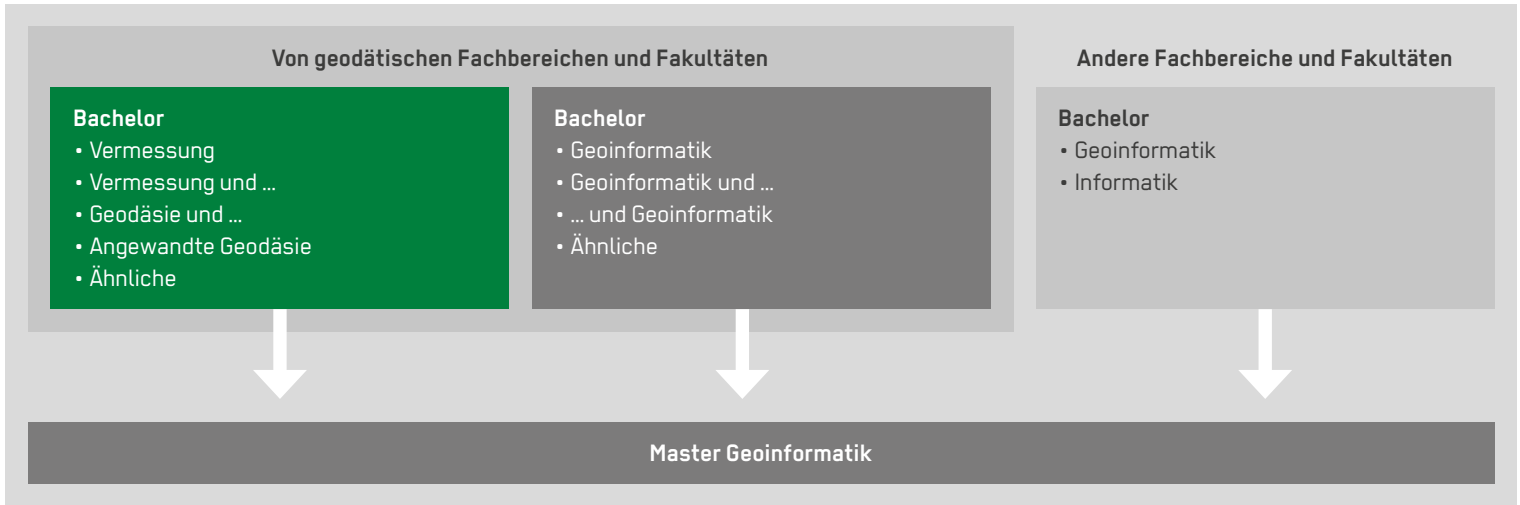 Von geodätischen Fachbereichen und Fakultäten
Bachelor
• Vermessung
• Vermessung und ...
• Geodäsie und ...
• Angewandte Geodäsie
• Ähnliche
Bachelor
• Geoinformatik
• Geoinformatik und ...
• ... und Geoinformatik
• Ähnliche
Andere Fachbereiche und Fakultäten
Bachelor
• Geoinformatik
• Informatik
Master Geoinformatik